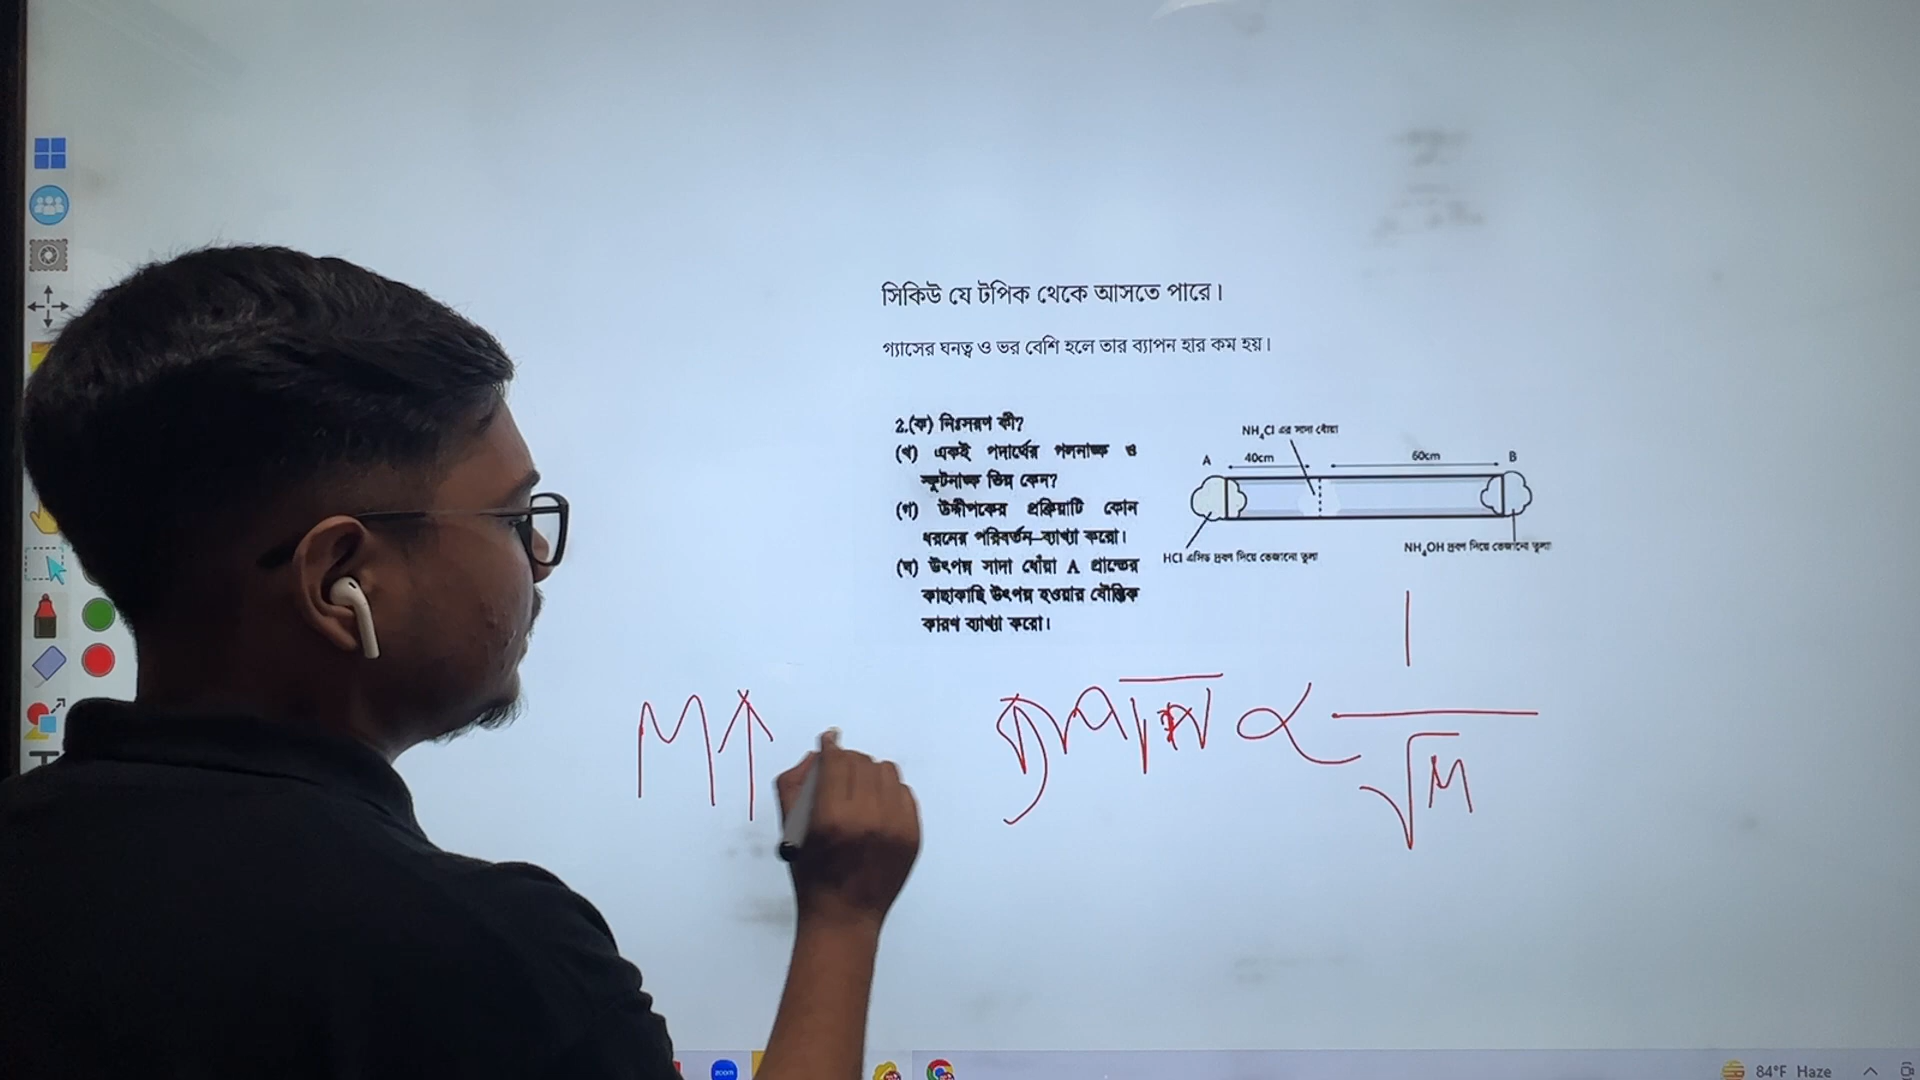 সিকিউ যে টপিক থেকে আসতে পারে।
গ্যাসের ঘনত্ব ও ভর বেশি হলে তার ব্যাপন হার কম হয়।
2.(ক) নিঃসরণ কী?
(খ) একই পদার্থের গলনাঙ্ক ও
স্ফুটনাঙ্ক ভিন্ন কেন?
(গ) উদ্দীপকের প্রক্রিয়াটি কোন
ধরনের পরিবর্তন–ব্যাখ্যা করো।
(ঘ) উৎপন্ন সাদা ধোঁয়া A প্রান্তের
কাছাকাছি উৎপন্ন হওয়ার যৌক্তিক
কারণ ব্যাখ্যা করো।
NH₄Cl এর সাদা ধোঁয়া
A 40cm 60cm B
HCl এসিড দ্রবণ দিয়ে ভেজানো তুলা
NH₄OH দ্রবণ দিয়ে ভেজানো তুলা
M↑
ব্যাপন ∝ 1/√M
zoom
84°F Haze